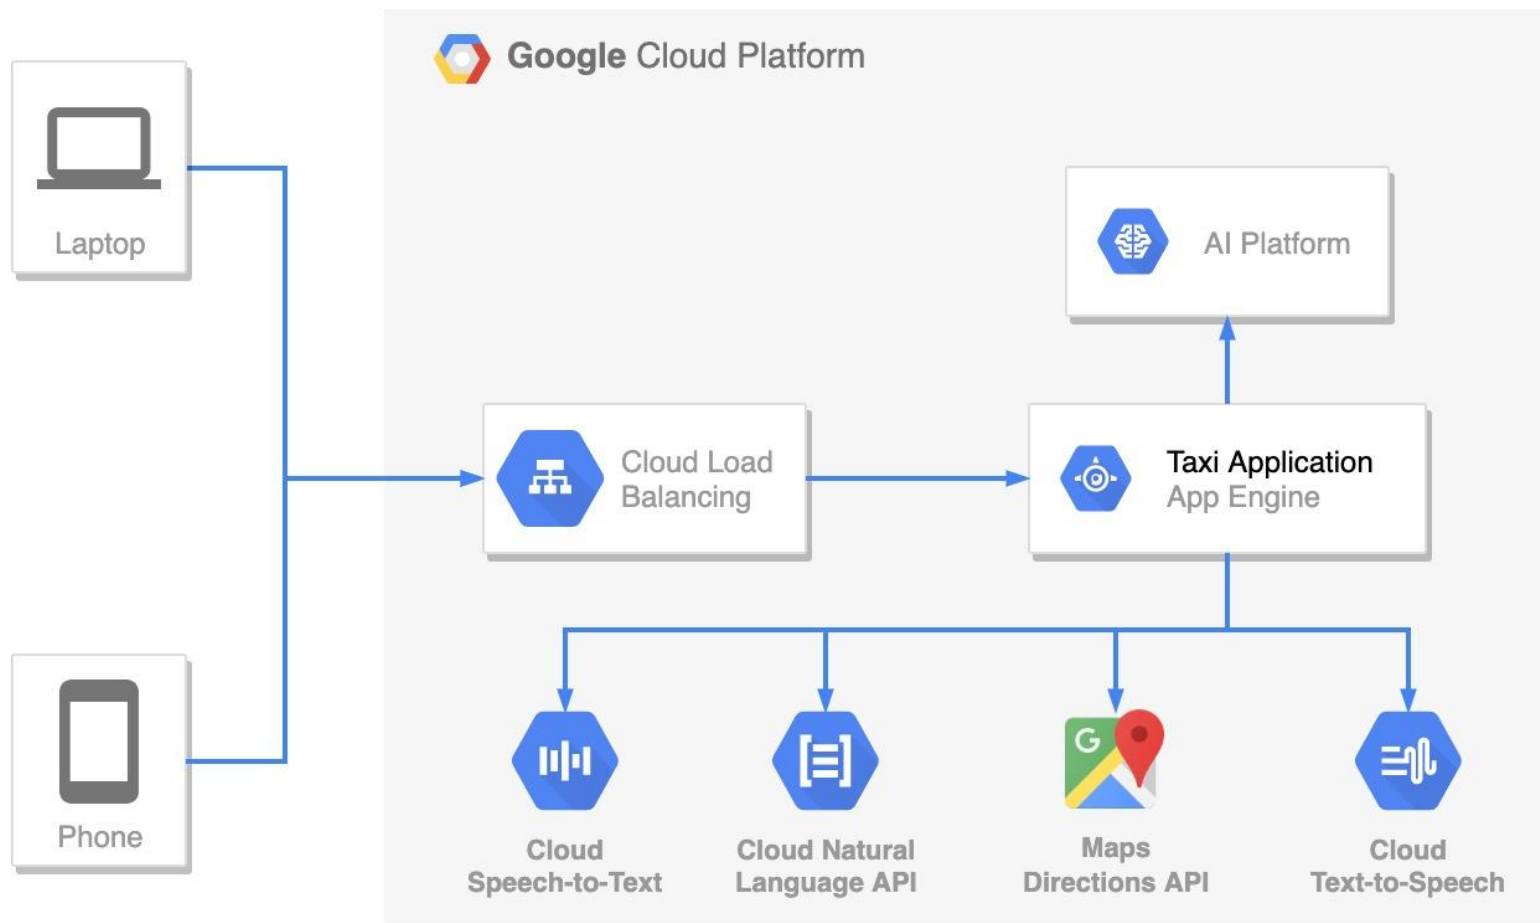 Google Cloud Platform
Laptop
AI Platform
Cloud Load
Balancing
Taxi Application
App Engine
Phone
Cloud
Speech-to-Text
Cloud Natural
Language API
G
Maps
Directions API
Cloud
Text-to-Speech